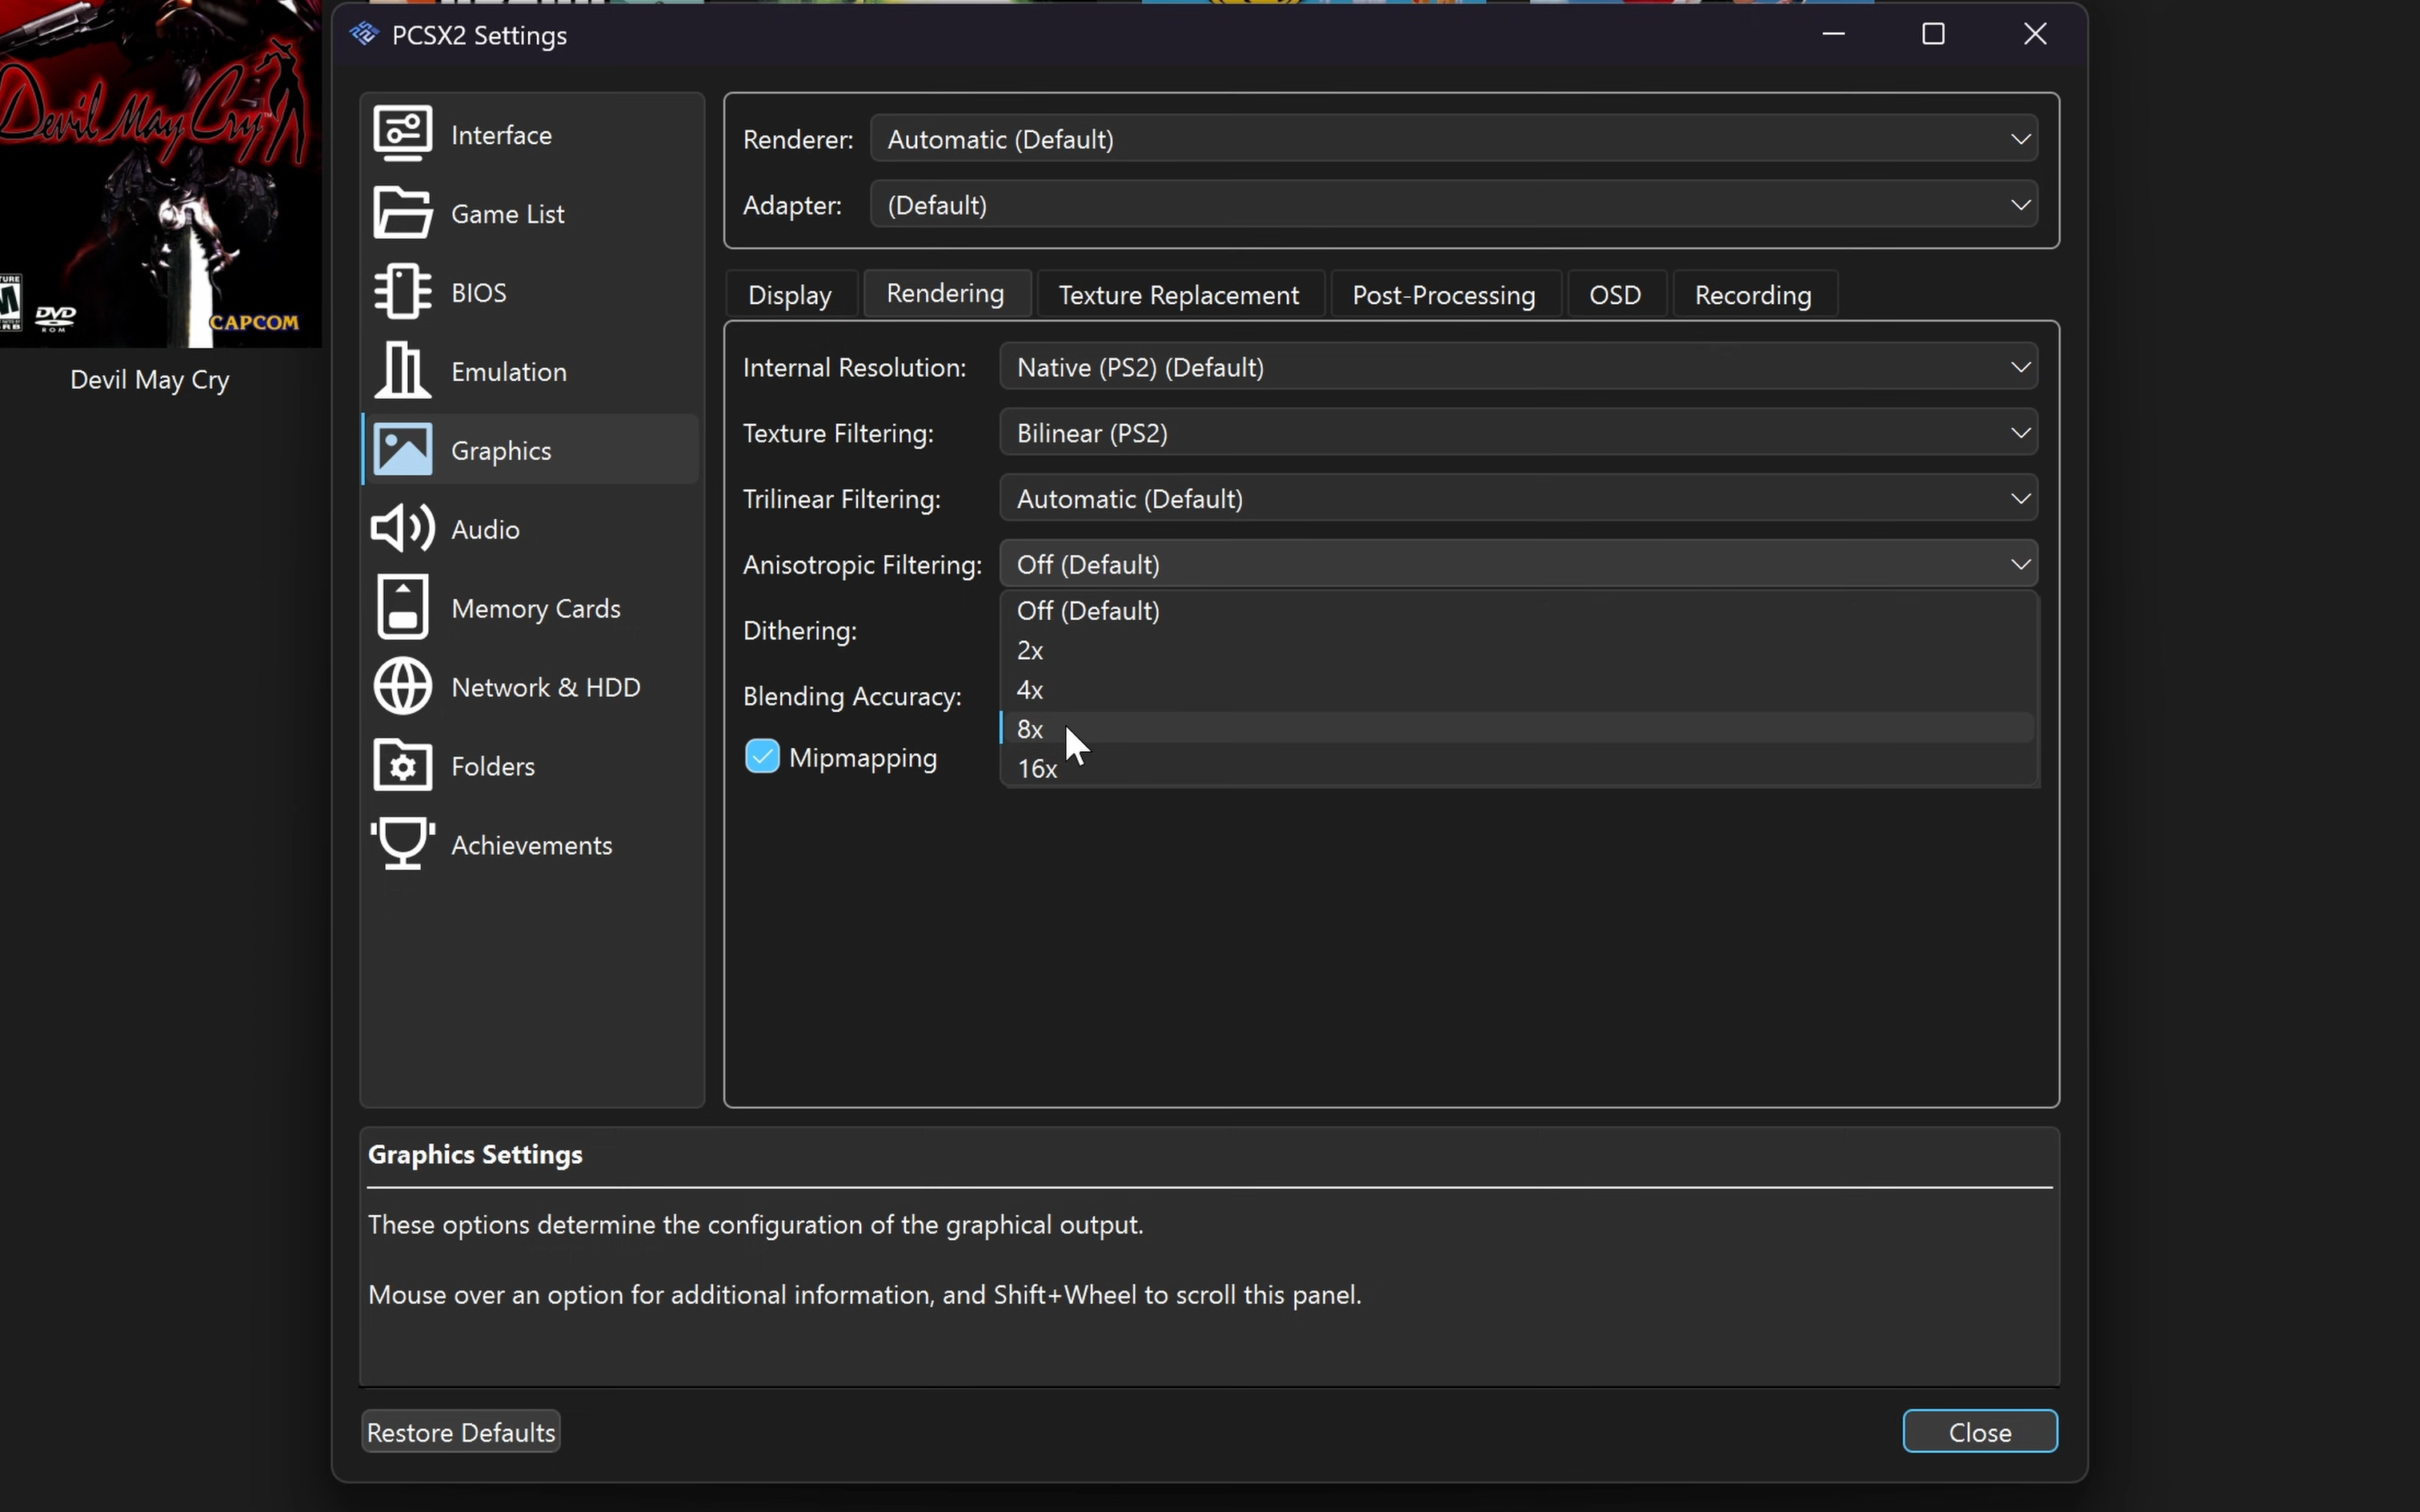 PCSX2 Settings
Devil May Cry™
DVD
ROM
CAPCOM
Devil May Cry
Interface
Game List
BIOS
Emulation
Graphics
Audio
Memory Cards
Network & HDD
Folders
Achievements
Renderer: Automatic (Default)
Adapter: (Default)
Display Rendering Texture Replacement Post-Processing OSD Recording
Internal Resolution: Native (PS2) (Default)
Texture Filtering: Bilinear (PS2)
Trilinear Filtering: Automatic (Default)
Anisotropic Filtering: Off (Default)
Off (Default)
Dithering:
2x
4x
Blending Accuracy:
8x
Mipmapping
16x
Graphics Settings
These options determine the configuration of the graphical output.
Mouse over an option for additional information, and Shift+Wheel to scroll this panel.
Restore Defaults Close